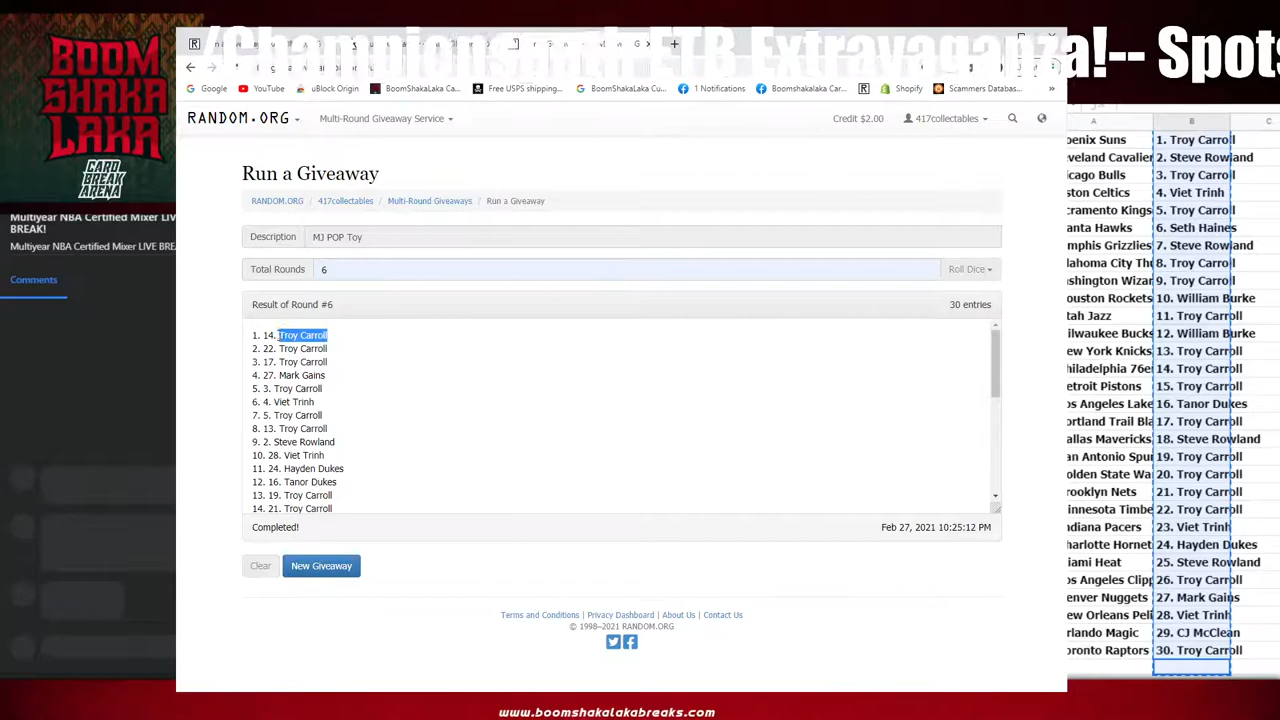 /Champions Path ETB Extravaganza!-- Spots
BOOM
SHAKA
LAKA
CARD
BREAK
ARENA
Multiyear NBA Certified Mixer LIVE
BREAK!
Multiyear NBA Certified Mixer LIVE BREA
Comments
Google
YouTube
uBlock Origin
BoomShakaLaka Ca...
Free USPS shipping...
BoomShakaLaka Cu...
1 Notifications
Boomshakalaka Car...
Shopify
Scammers Databas...
»
RANDOM.ORG
Multi-Round Giveaway Service
Credit $2.00
417collectables
Run a Giveaway
RANDOM.ORG / 417collectables / Multi-Round Giveaways / Run a Giveaway
Description MJ POP Toy
Total Rounds 6 Roll Dice
Result of Round #6 30 entries
1. 14. Troy Carroll
2. 22. Troy Carroll
3. 17. Troy Carroll
4. 27. Mark Gains
5. 3. Troy Carroll
6. 4. Viet Trinh
7. 5. Troy Carroll
8. 13. Troy Carroll
9. 2. Steve Rowland
10. 28. Viet Trinh
11. 24. Hayden Dukes
12. 16. Tanor Dukes
13. 19. Troy Carroll
14. 21. Troy Carroll
Completed! Feb 27, 2021 10:25:12 PM
Clear New Giveaway
Terms and Conditions | Privacy Dashboard | About Us | Contact Us
© 1998–2021 RANDOM.ORG
A B C
oenix Suns 1. Troy Carroll
eveland Cavalier 2. Steve Rowland
icago Bulls 3. Troy Carroll
ston Celtics 4. Viet Trinh
cramento Kings 5. Troy Carroll
anta Hawks 6. Seth Haines
mphis Grizzlies 7. Steve Rowland
lahoma City Th 8. Troy Carroll
ashington Wizar 9. Troy Carroll
ouston Rockets 10. William Burke
tah Jazz 11. Troy Carroll
ilwaukee Bucks 12. William Burke
ew York Knicks 13. Troy Carroll
hiladelphia 76e 14. Troy Carroll
etroit Pistons 15. Troy Carroll
os Angeles Lake 16. Tanor Dukes
ortland Trail Bla 17. Troy Carroll
allas Mavericks 18. Steve Rowland
an Antonio Spur 19. Troy Carroll
olden State Wa 20. Troy Carroll
rooklyn Nets 21. Troy Carroll
innesota Timbe 22. Troy Carroll
ndiana Pacers 23. Viet Trinh
harlotte Hornet 24. Hayden Dukes
iami Heat 25. Steve Rowland
os Angeles Clipp 26. Troy Carroll
enver Nuggets 27. Mark Gains
ew Orleans Peli 28. Viet Trinh
rlando Magic 29. CJ McClean
oronto Raptors 30. Troy Carroll
www.boomshakalakabreaks.com